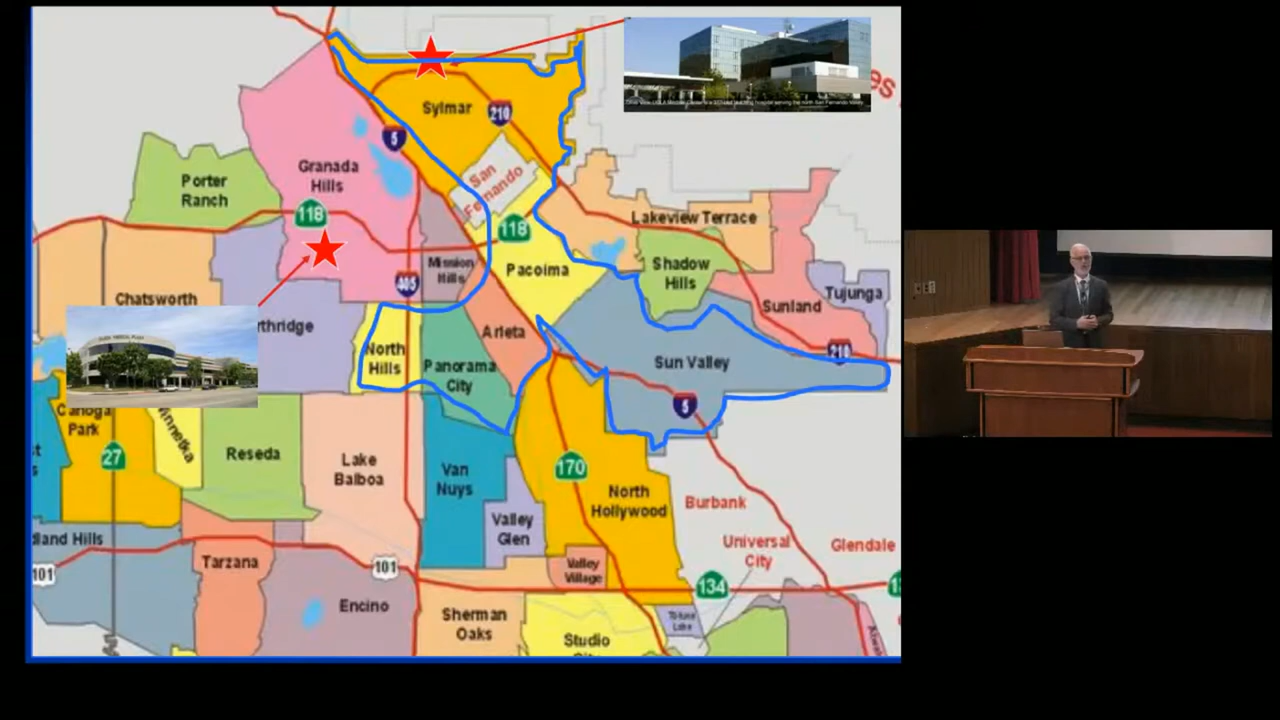 Sylmar
210
5
San
Fernando
Granada
Hills
Porter
Ranch
118
118
Lakeview Terrace
Mission
Hills
Pacoima
Shadow
Hills
405
Sunland
Tujunga
Chatsworth
rthridge
Arleta
210
North
Hills
Panorama
City
Sun Valley
5
Canoga
Park
innetka
27
Reseda
Lake
Balboa
Van
Nuys
170
North
Hollywood
Burbank
Valley
Glen
Universal
City
Glendale
dland Hills
101
Tarzana
101
Valley
Village
134
Encino
Sherman
Oaks
Studio